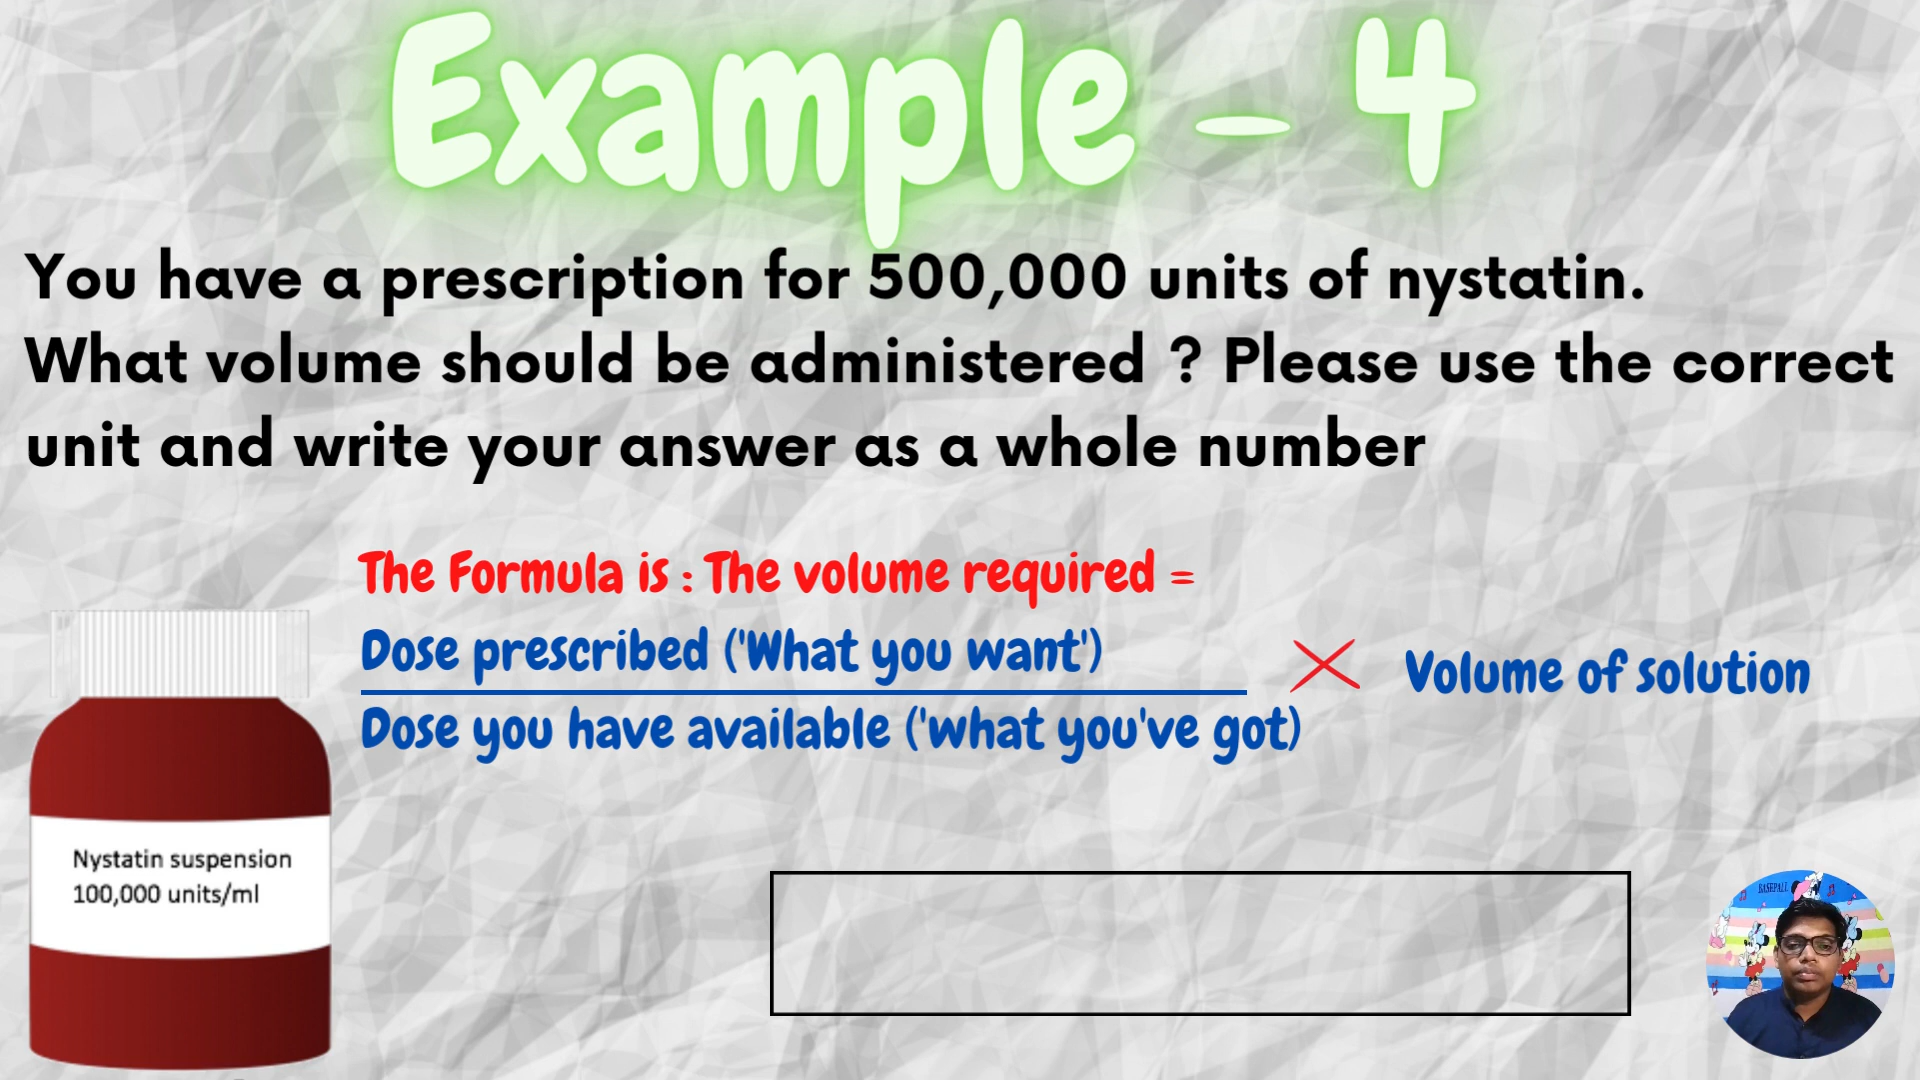 Example - 4
You have a prescription for 500,000 units of nystatin.
What volume should be administered ? Please use the correct
unit and write your answer as a whole number
The Formula is : The volume required =
Dose prescribed ('What you want')
Dose you have available ('what you've got)
Volume of solution
Nystatin suspension
100,000 units/ml